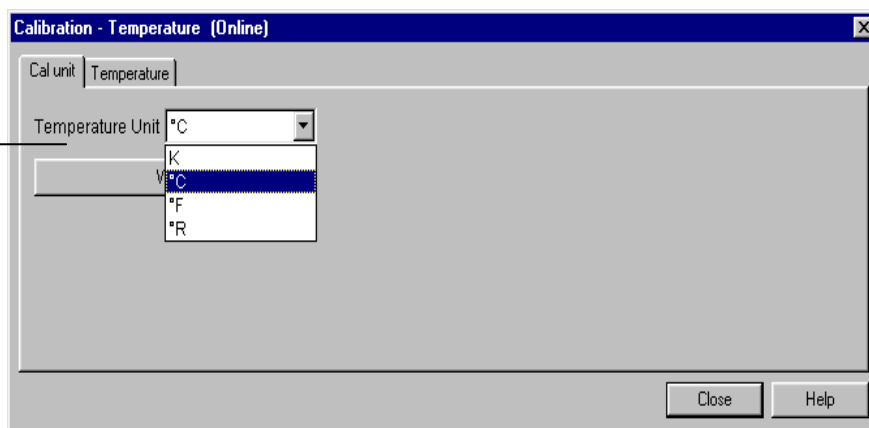 Calibration - Temperature (Online)
Cal unit
Temperature
Temperature Unit °C
K
°C
°F
°R
Close
Help